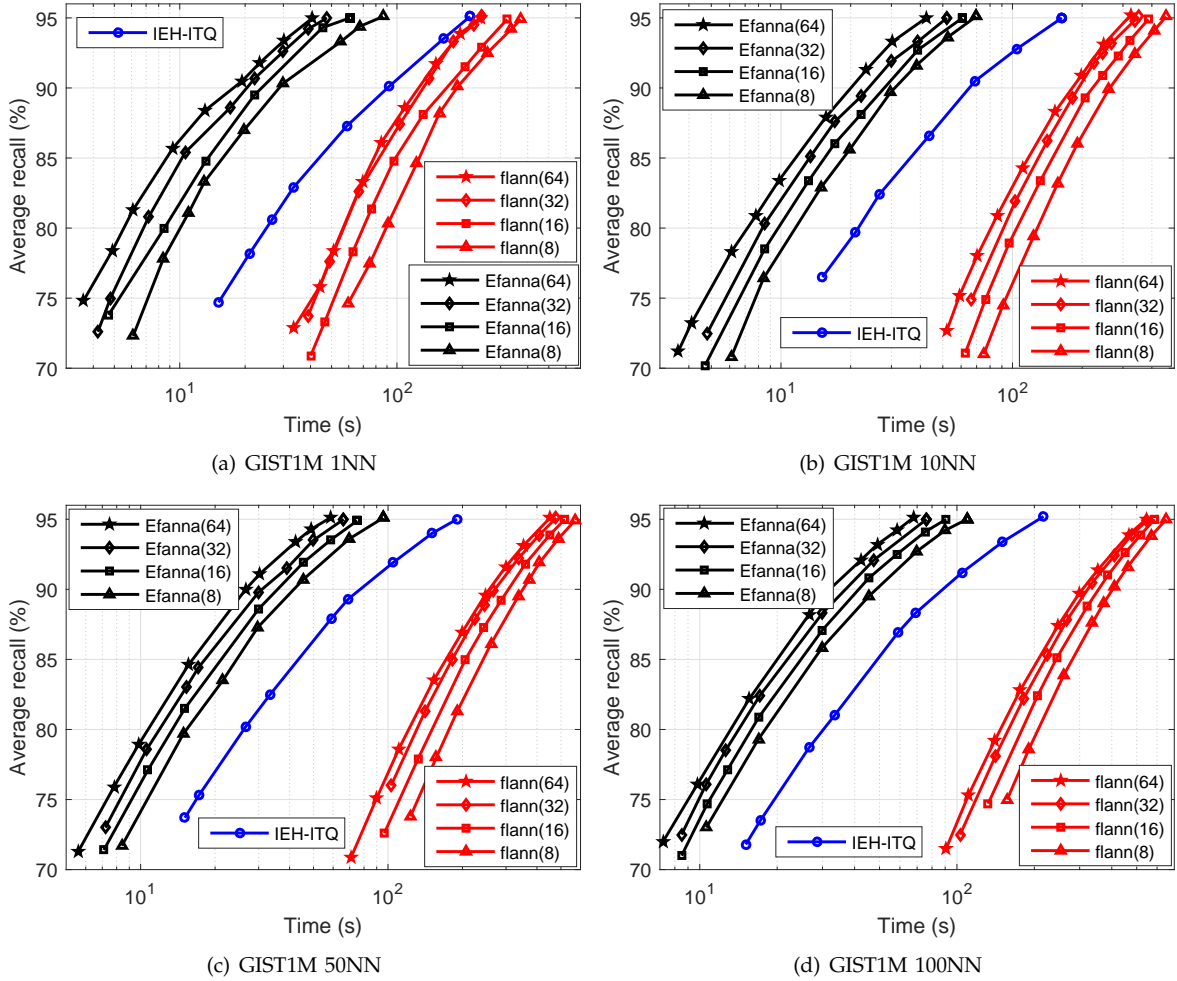 IEH-ITQ
flann(64)
flann(32)
flann(16)
flann(8)
Efanna(64)
Efanna(32)
Efanna(16)
Efanna(8)
Average recall (%)
95
90
85
80
75
70
10^1
10^2
Time (s)
(a) GIST1M 1NN
Efanna(64)
Efanna(32)
Efanna(16)
Efanna(8)
IEH-ITQ
flann(64)
flann(32)
flann(16)
flann(8)
Average recall (%)
95
90
85
80
75
70
10^1
10^2
Time (s)
(b) GIST1M 10NN
Efanna(64)
Efanna(32)
Efanna(16)
Efanna(8)
IEH-ITQ
flann(64)
flann(32)
flann(16)
flann(8)
Average recall (%)
95
90
85
80
75
70
10^1
10^2
Time (s)
(c) GIST1M 50NN
Efanna(64)
Efanna(32)
Efanna(16)
Efanna(8)
IEH-ITQ
flann(64)
flann(32)
flann(16)
flann(8)
Average recall (%)
95
90
85
80
75
70
10^1
10^2
Time (s)
(d) GIST1M 100NN